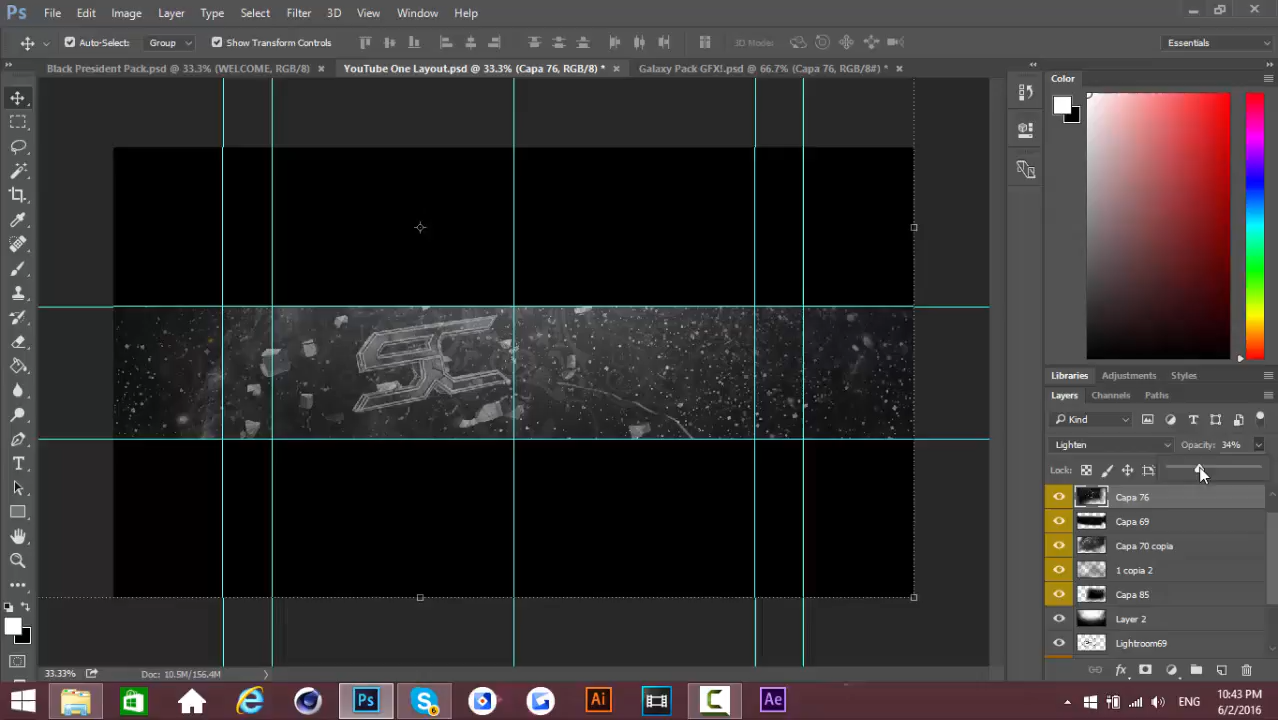 Ps File Edit Image Layer Type Select Filter 3D View Window Help
Auto-Select: Group Show Transform Controls 3D Mode: Essentials
Black President Pack.psd @ 33.3% (WELCOME, RGB/8) × YouTube One Layout.psd @ 33.3% (Capa 76, RGB/8) * × Galaxy Pack GFX!.psd @ 66.7% (Capa 76, RGB/8#) * ×
Color
Libraries Adjustments Styles
Layers Channels Paths
Kind
Lighten Opacity: 34%
Lock:
Capa 76
Capa 69
Capa 70 copia
1 copia 2
Capa 85
Layer 2
Lightroom69
33.33% Doc: 10.5M/156.4M
Ps Ai Ae
6
ENG 10:43 PM
6/2/2016